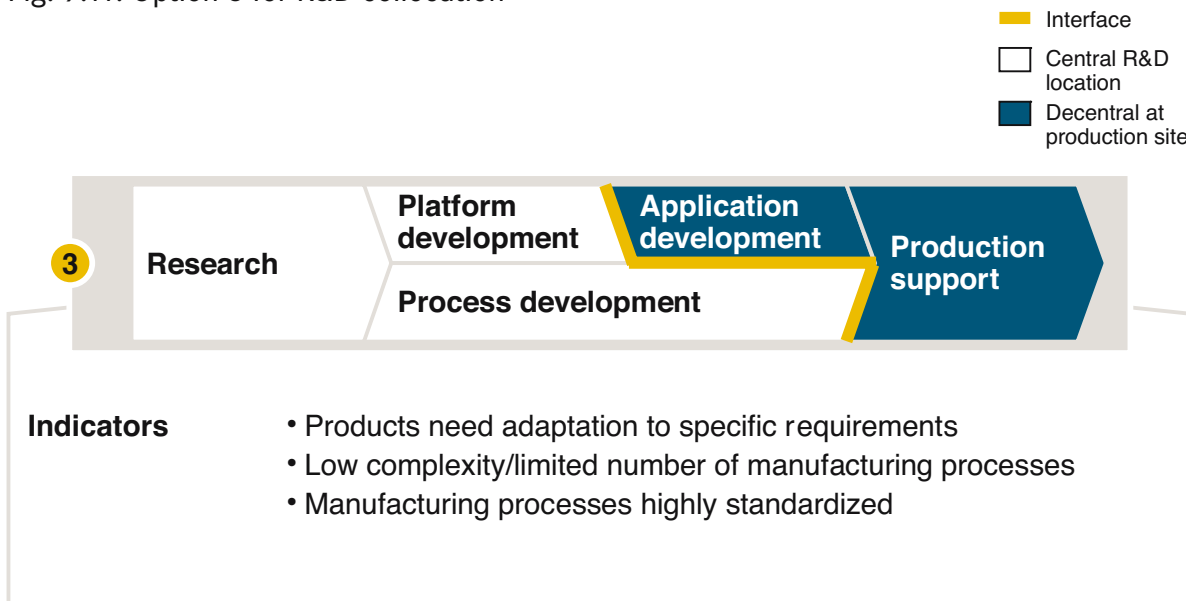 Interface
Central R&D
location
Decentral at
production site
3
Research
Platform
development
Application
development
Production
support
Process development
Indicators
• Products need adaptation to specific requirements
• Low complexity/limited number of manufacturing processes
• Manufacturing processes highly standardized